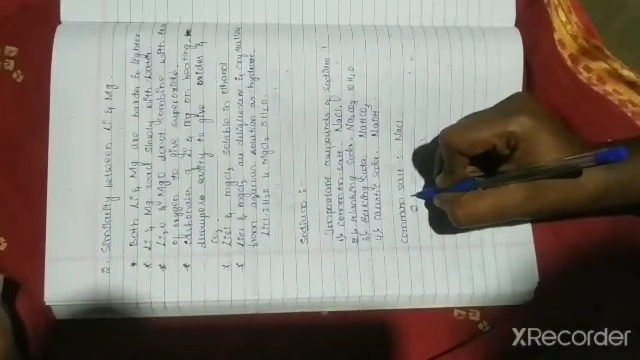 2. Similarity between Li & Mg.
* Both Li & Mg are harder & lighter
* Li & Mg react slowly with water.
* Li2O & MgO do not combine with
O2 oxygen to give superoxide.
* Carbonates of Li & Mg on heating
decompose easily to give oxides &
CO2
* LiCl & MgCl2 soluble in ethanol
* LiCl & MgCl2 are deliquescent & crystallize
from aqueous solution as hydrates
LiCl.2H2O & MgCl2.8H2O.
Sodium :
Important compounds of Sodium :
1) Common salt - NaCl.
2) Washing Soda - Na2CO3 10H2O
3) Baking Soda - NaHCO3
4) Caustic Soda - NaOH
Common salt : NaCl
XRecorder